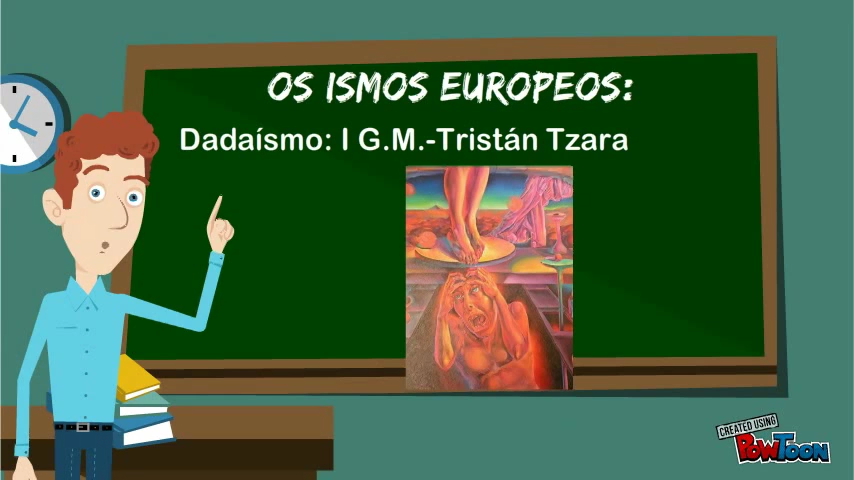 OS ISMOS EUROPEOS:
Dadaísmo: I G.M.-Tristán Tzara
CREATED USING
POWTOON